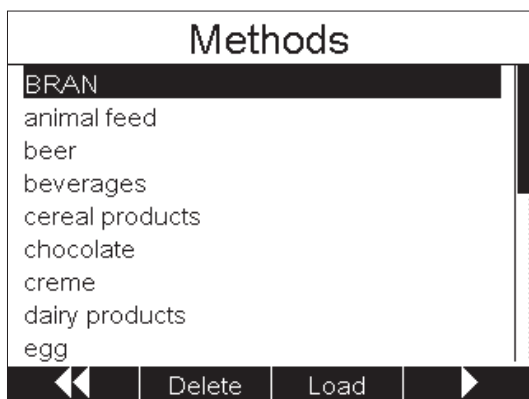 Methods
BRAN
animal feed
beer
beverages
cereal products
chocolate
creme
dairy products
egg
Delete Load